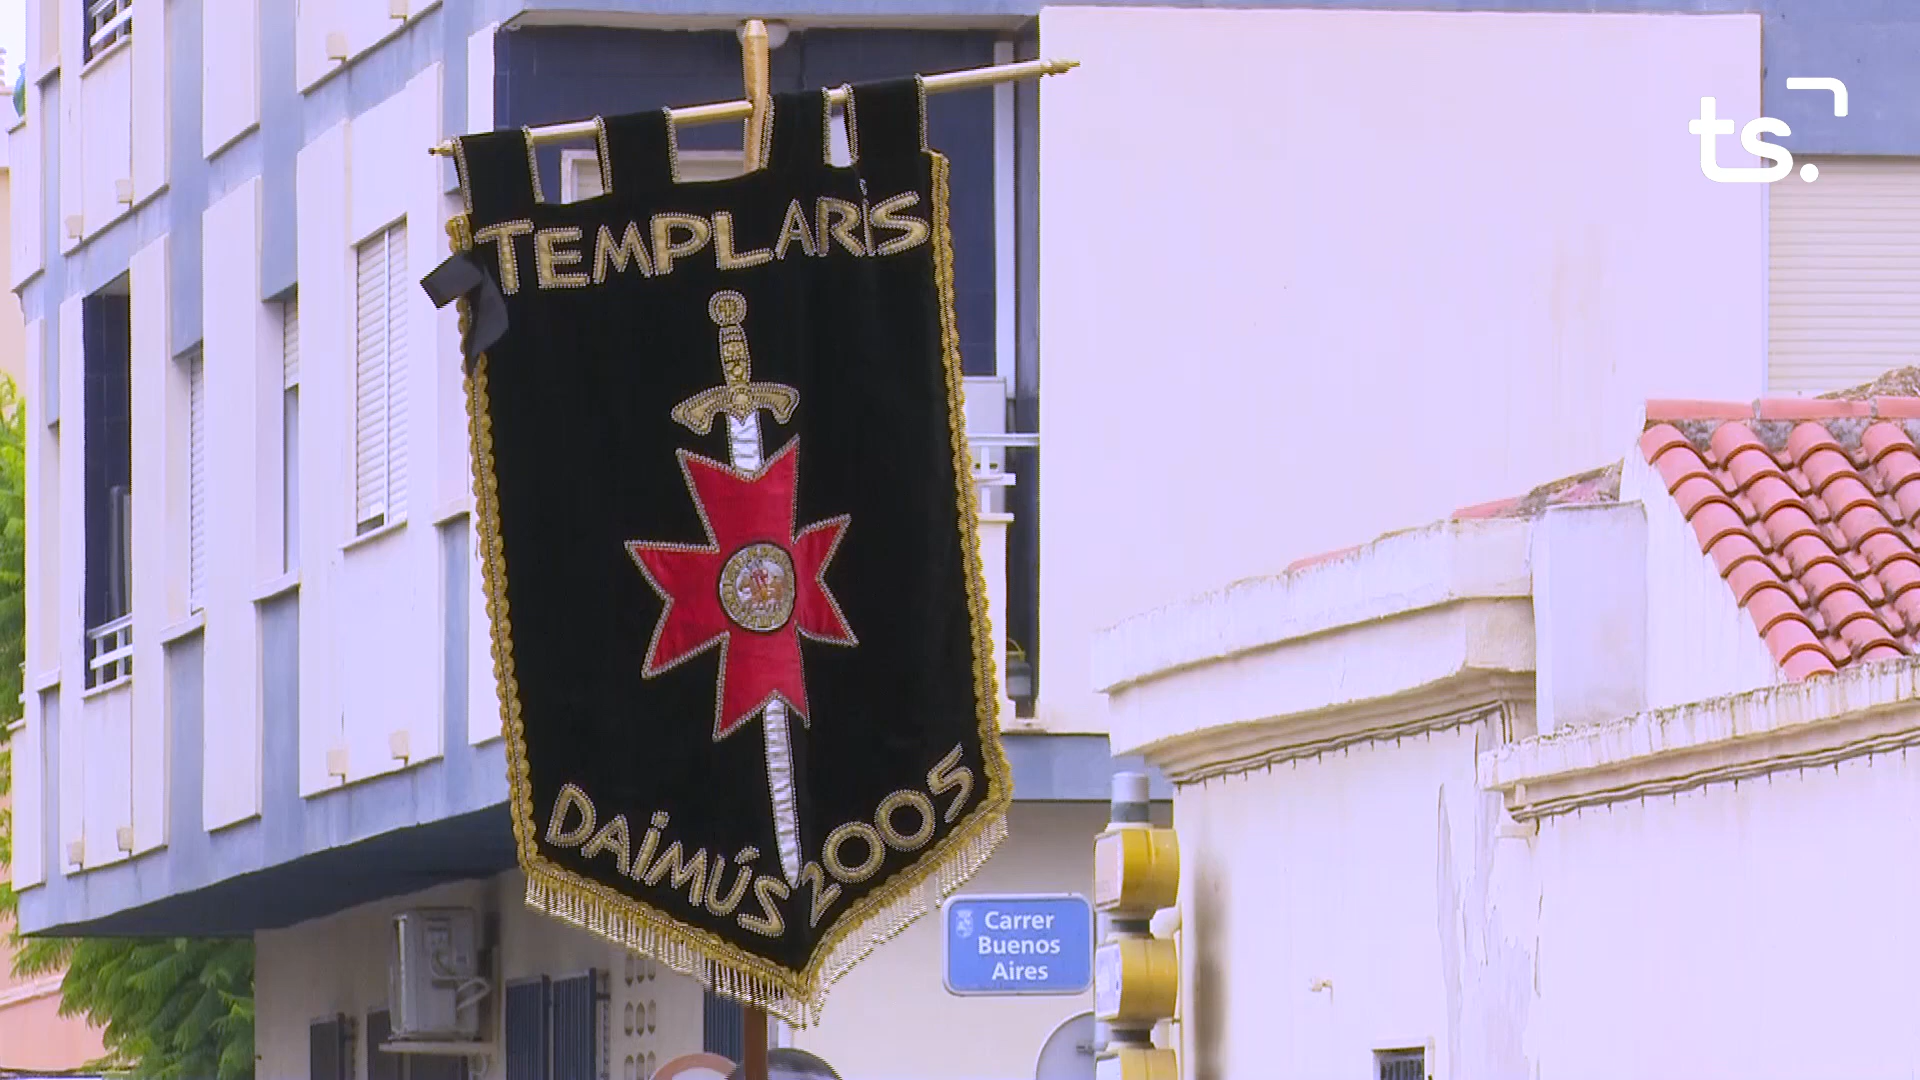 ts.
TEMPLARiS
DAiMÚS 2005
Carrer
Buenos
Aires